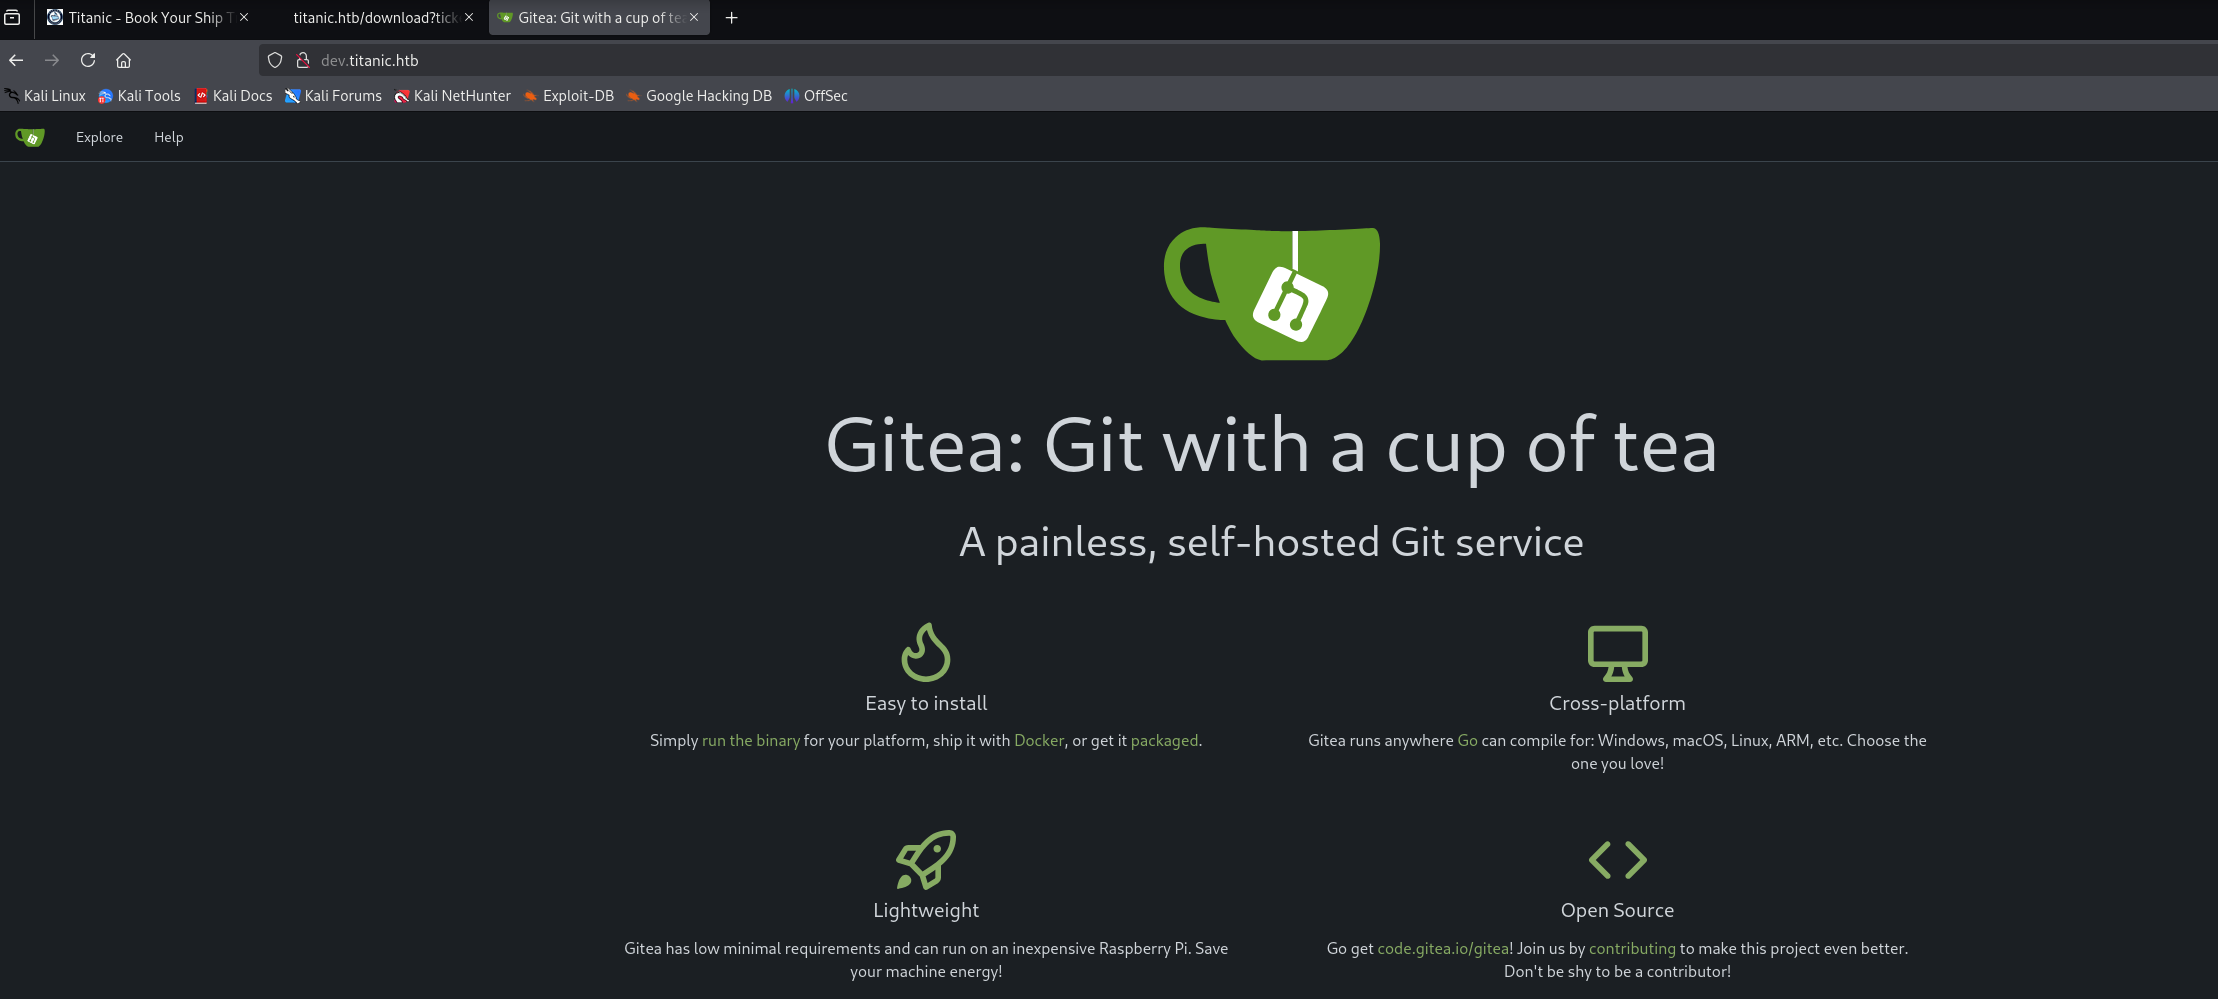 Titanic - Book Your Ship T
titanic.htb/download?tick
Gitea: Git with a cup of tea
dev.titanic.htb
Kali Linux
Kali Tools
Kali Docs
Kali Forums
Kali NetHunter
Exploit-DB
Google Hacking DB
OffSec
Explore
Help
Gitea: Git with a cup of tea
A painless, self-hosted Git service
Easy to install
Simply run the binary for your platform, ship it with Docker, or get it packaged.
Cross-platform
Gitea runs anywhere Go can compile for: Windows, macOS, Linux, ARM, etc. Choose the
one you love!
Lightweight
Gitea has low minimal requirements and can run on an inexpensive Raspberry Pi. Save
your machine energy!
Open Source
Go get code.gitea.io/gitea! Join us by contributing to make this project even better.
Don't be shy to be a contributor!